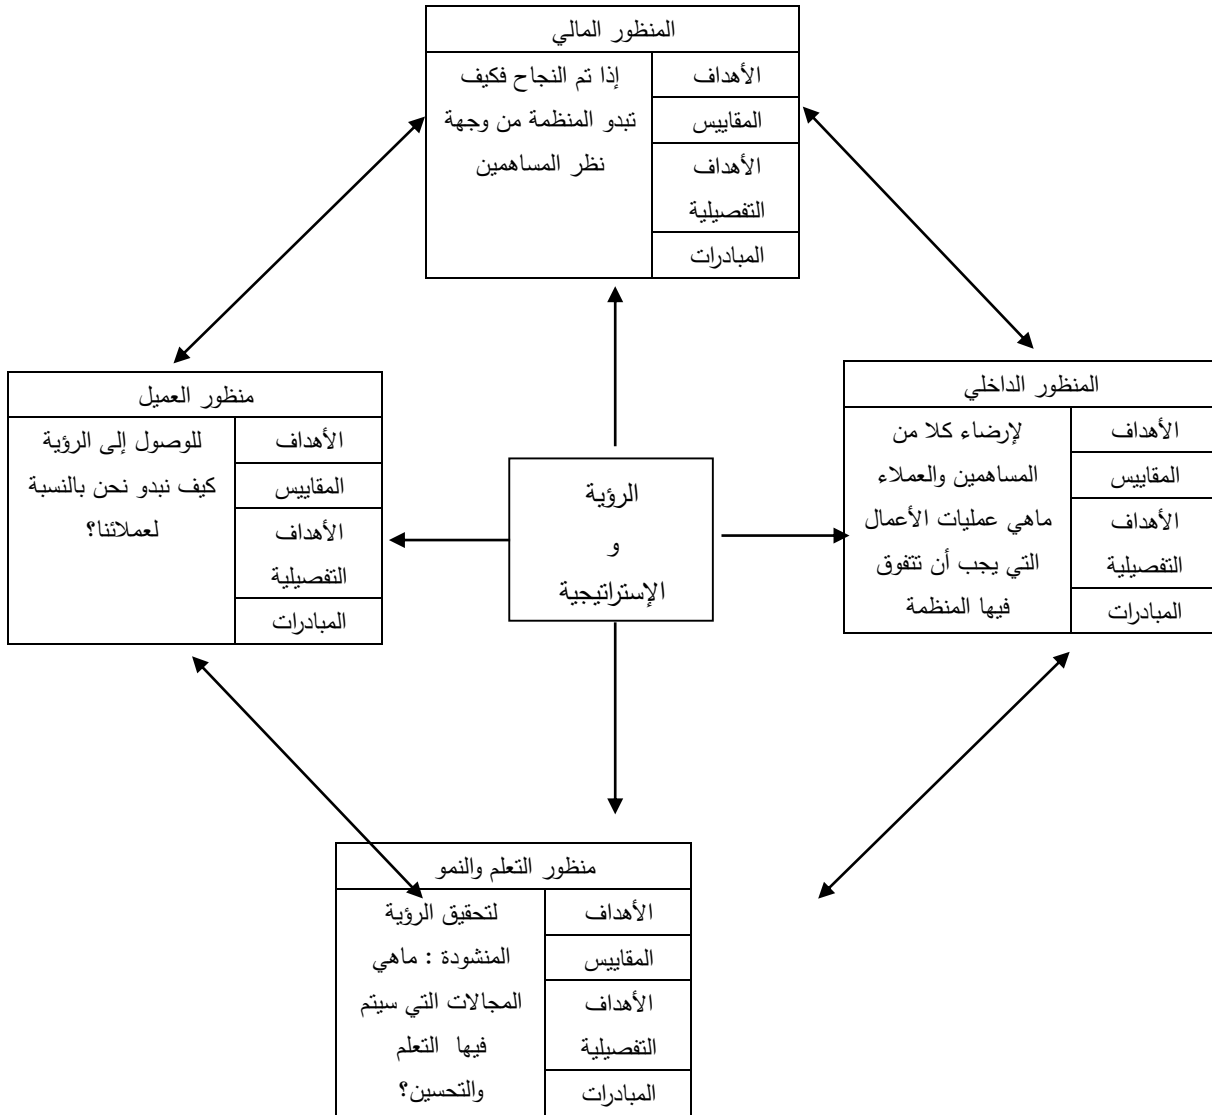 المنظور المالي
الأهداف
المقاييس
الأهداف
التفصيلية
المبادرات
إذا تم النجاح فكيف
تبدو المنظمة من وجهة
نظر المساهمين
المنظور الداخلي
الأهداف
المقاييس
الأهداف
التفصيلية
المبادرات
لإرضاء كلا من
المساهمين والعملاء
ماهي عمليات الأعمال
التي يجب أن تتفوق
فيها المنظمة
الرؤية
و
الإستراتيجية
منظور العميل
الأهداف
المقاييس
الأهداف
التفصيلية
المبادرات
للوصول إلى الرؤية
كيف نبدو نحن بالنسبة
لعملائنا؟
منظور التعلم والنمو
الأهداف
المقاييس
الأهداف
التفصيلية
المبادرات
لتحقيق الرؤية
المنشودة : ماهي
المجالات التي سيتم
فيها التعلم
والتحسين؟